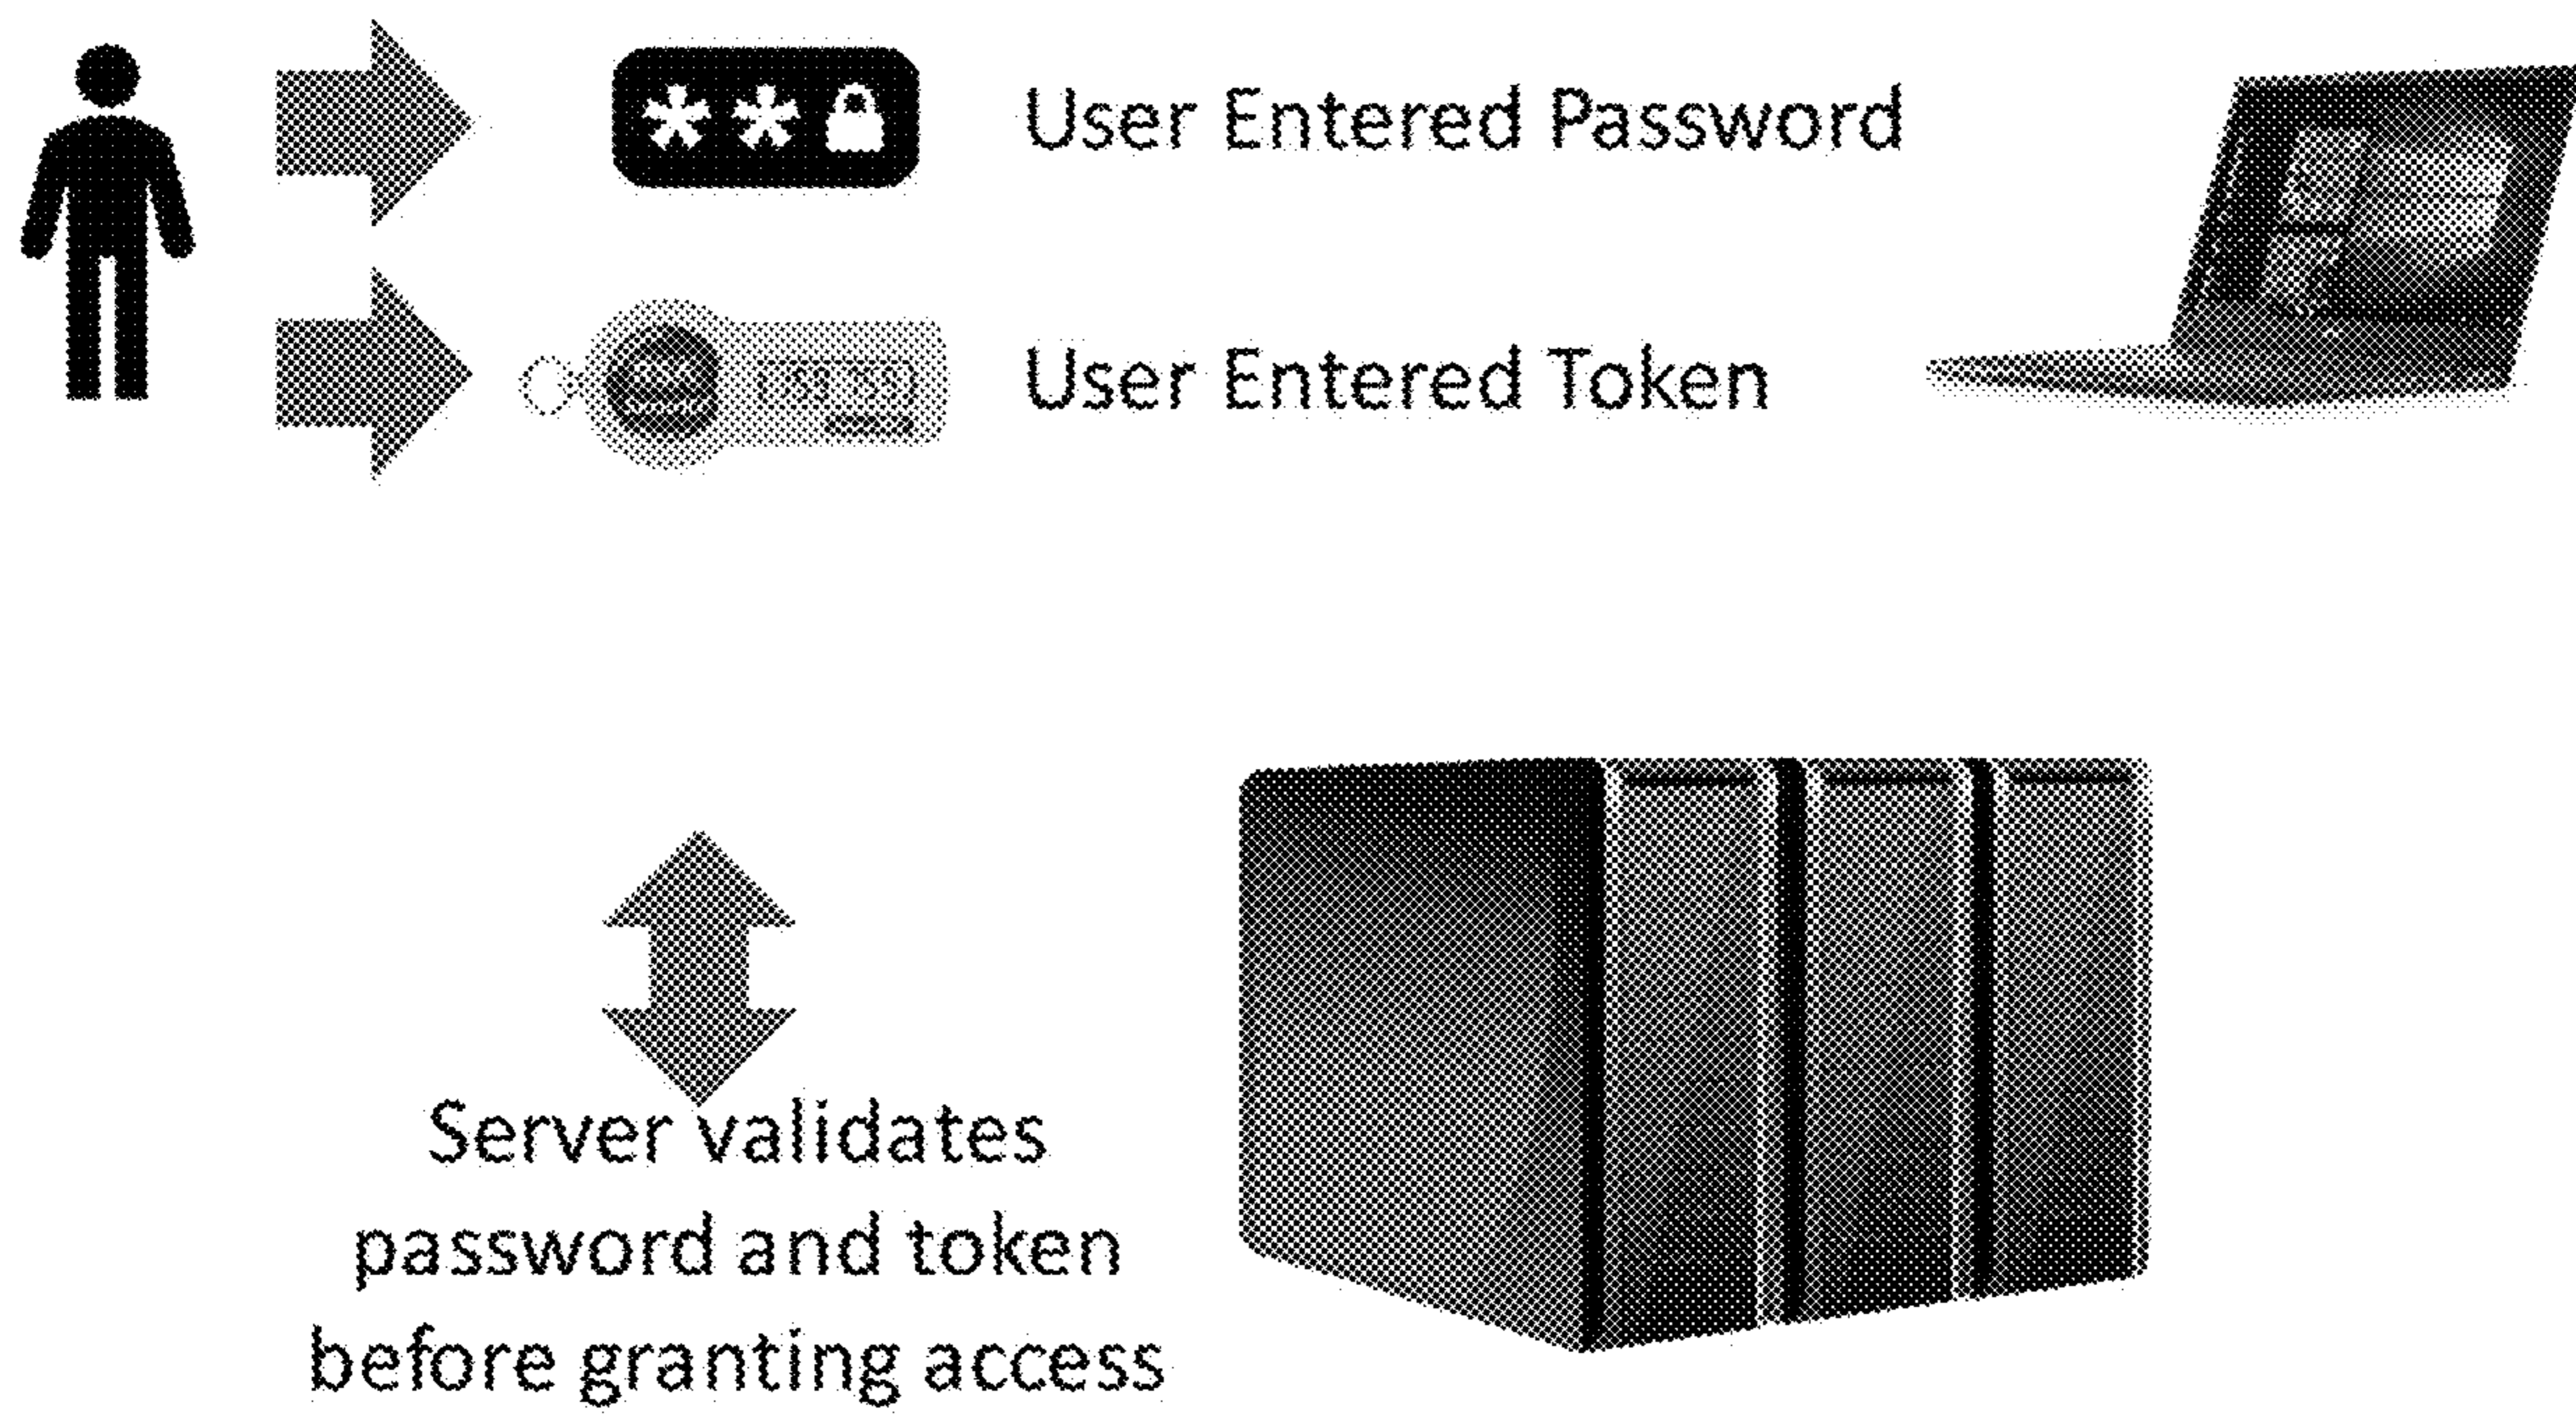 User Entered Password
User Entered Token
Server validates
password and token
before granting access